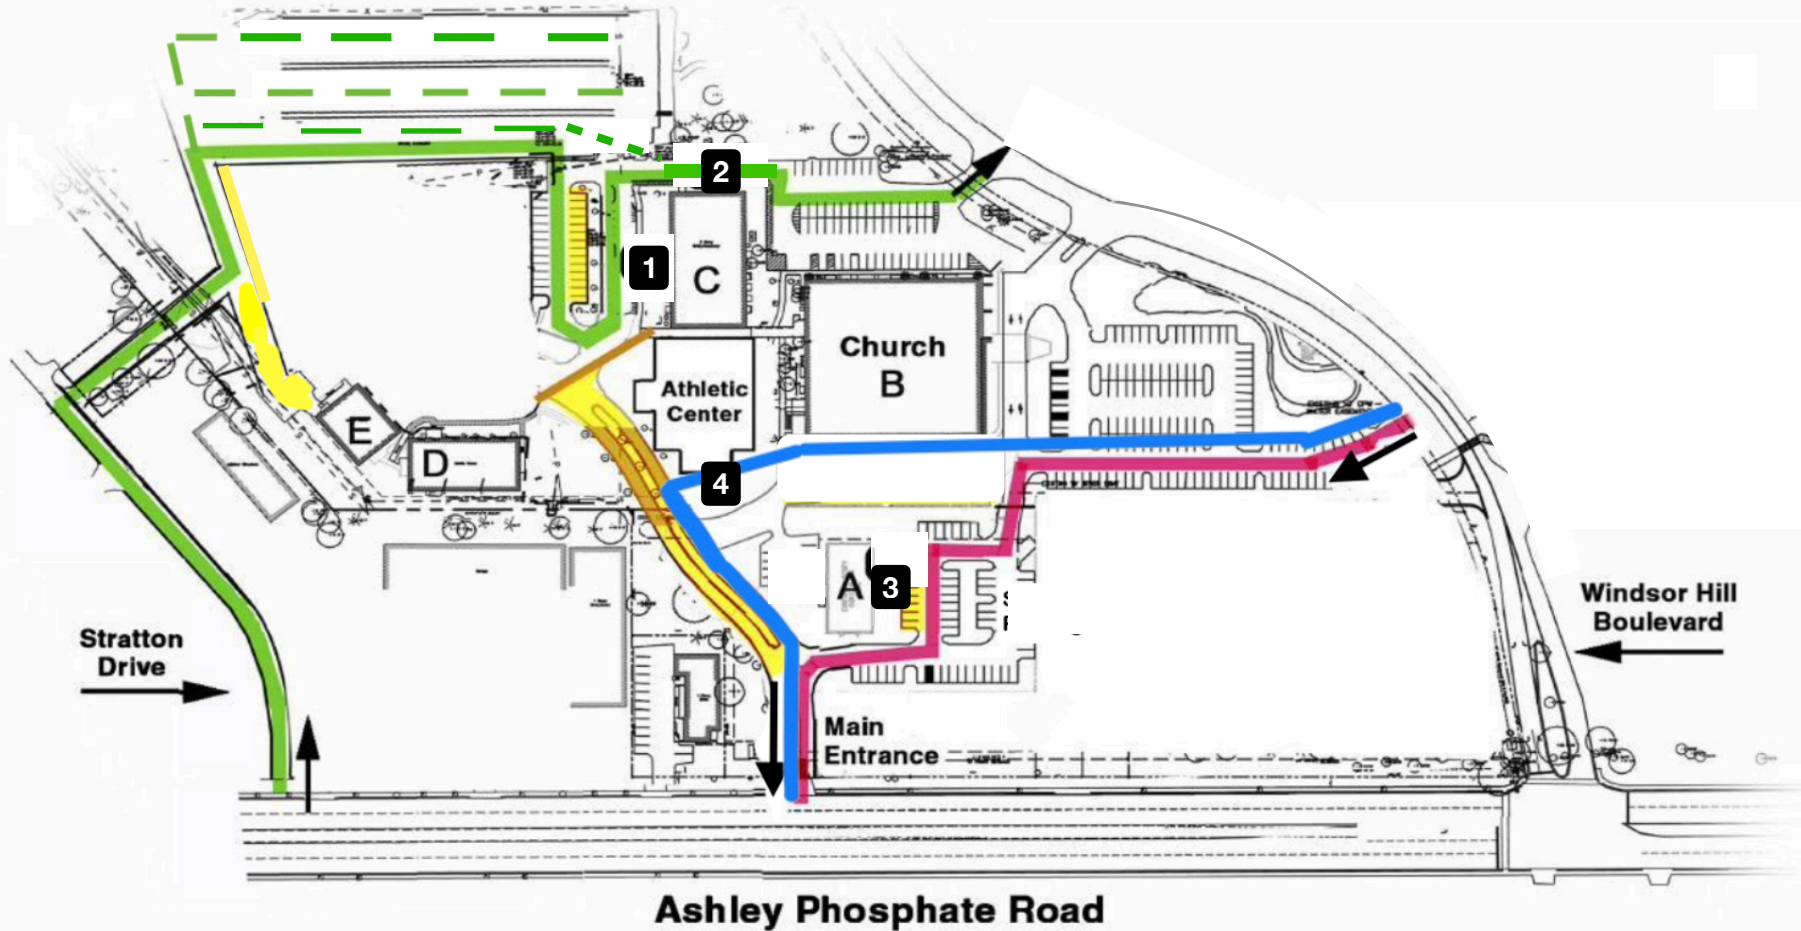 2
1
C
Church
B
Athletic
Center
E
D
4
A
3
Windsor Hill
Boulevard
Stratton
Drive
Main
Entrance
Ashley Phosphate Road